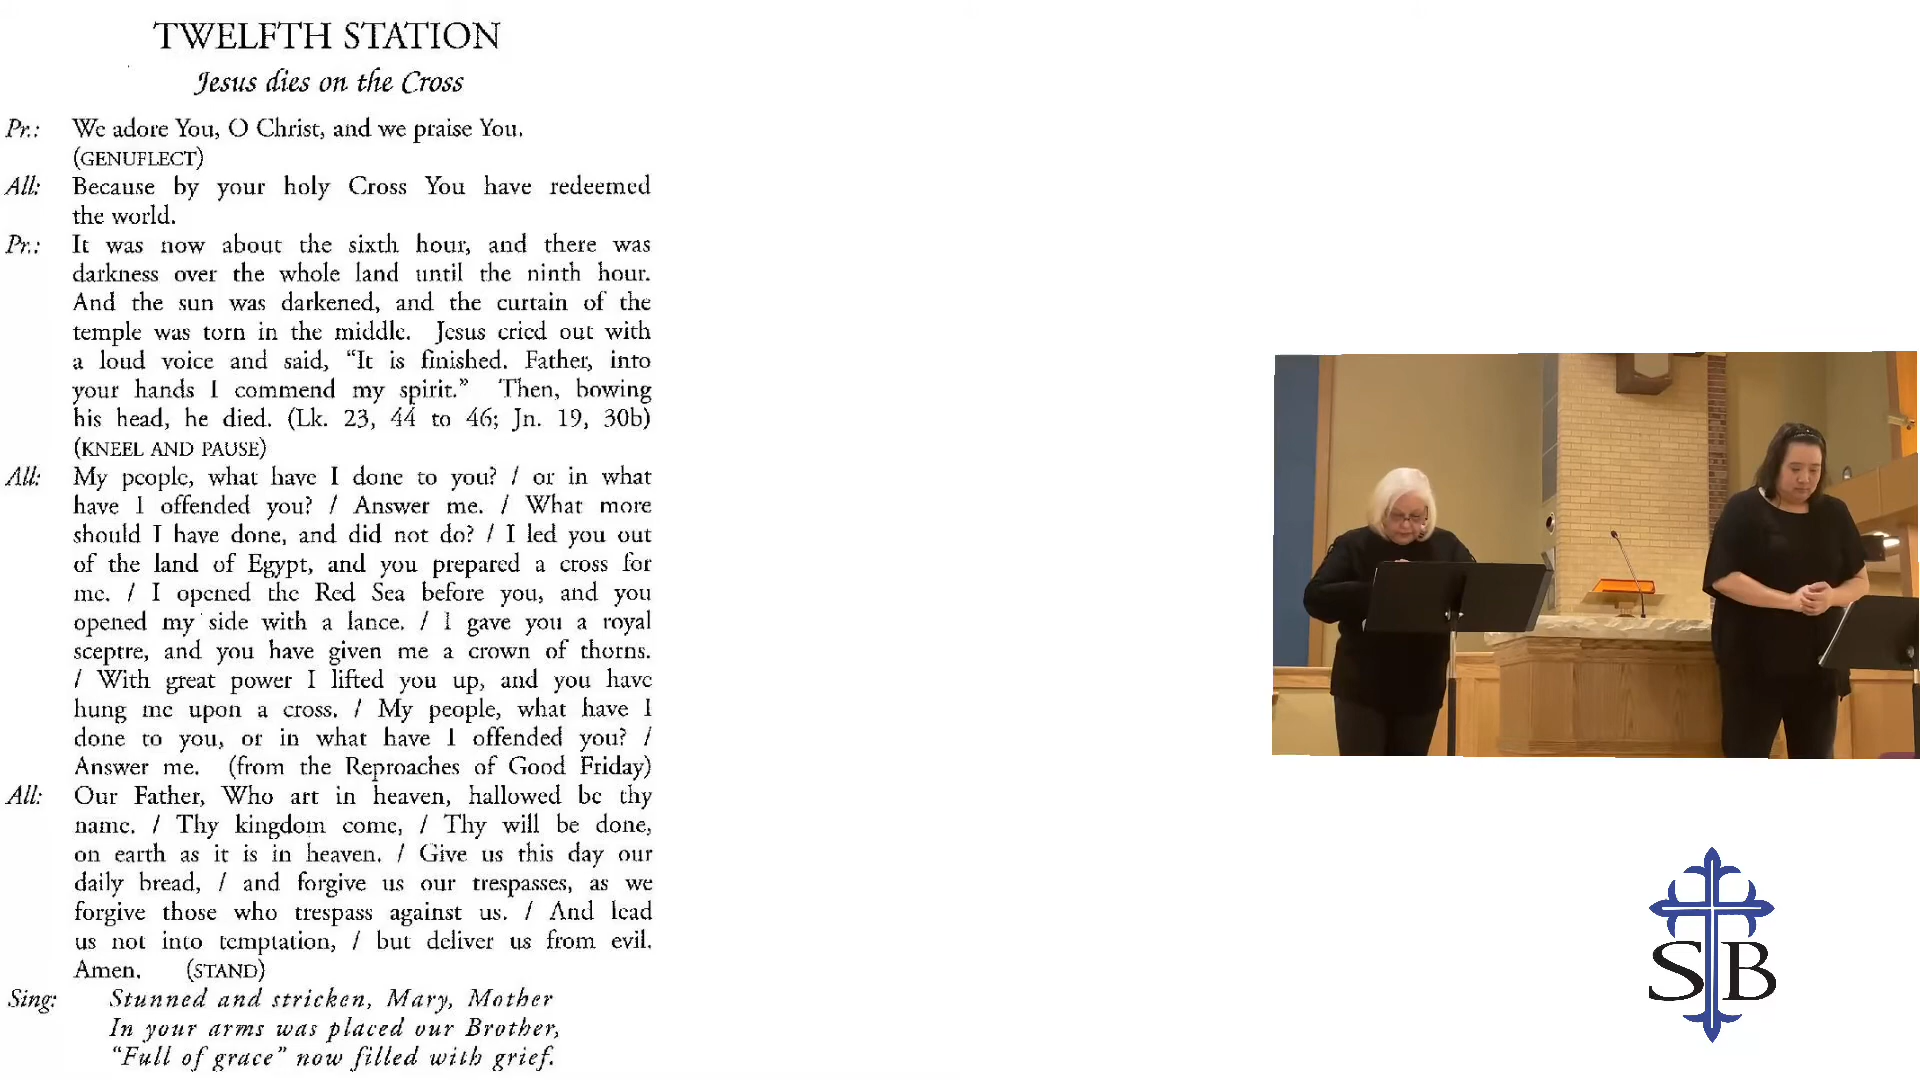 TWELFTH STATION
Jesus dies on the Cross
Pr.: We adore You, O Christ, and we praise You.
(GENUFLECT)
All: Because by your holy Cross You have redeemed
the world.
Pr.: It was now about the sixth hour, and there was
darkness over the whole land until the ninth hour.
And the sun was darkened, and the curtain of the
temple was torn in the middle. Jesus cried out with
a loud voice and said, “It is finished. Father, into
your hands I commend my spirit.” Then, bowing
his head, he died. (Lk. 23, 44 to 46; Jn. 19, 30b)
(KNEEL AND PAUSE)
All: My people, what have I done to you? / or in what
have I offended you? / Answer me. / What more
should I have done, and did not do? / I led you out
of the land of Egypt, and you prepared a cross for
me. / I opened the Red Sea before you, and you
opened my side with a lance. / I gave you a royal
sceptre, and you have given me a crown of thorns.
/ With great power I lifted you up, and you have
hung me upon a cross. / My people, what have I
done to you, or in what have I offended you? /
Answer me. (from the Reproaches of Good Friday)
All: Our Father, Who art in heaven, hallowed be thy
name. / Thy kingdom come, / Thy will be done,
on earth as it is in heaven. / Give us this day our
daily bread, / and forgive us our trespasses, as we
forgive those who trespass against us. / And lead
us not into temptation, / but deliver us from evil.
Amen. (STAND)
Sing: Stunned and stricken, Mary, Mother
In your arms was placed our Brother,
“Full of grace” now filled with grief.
SB